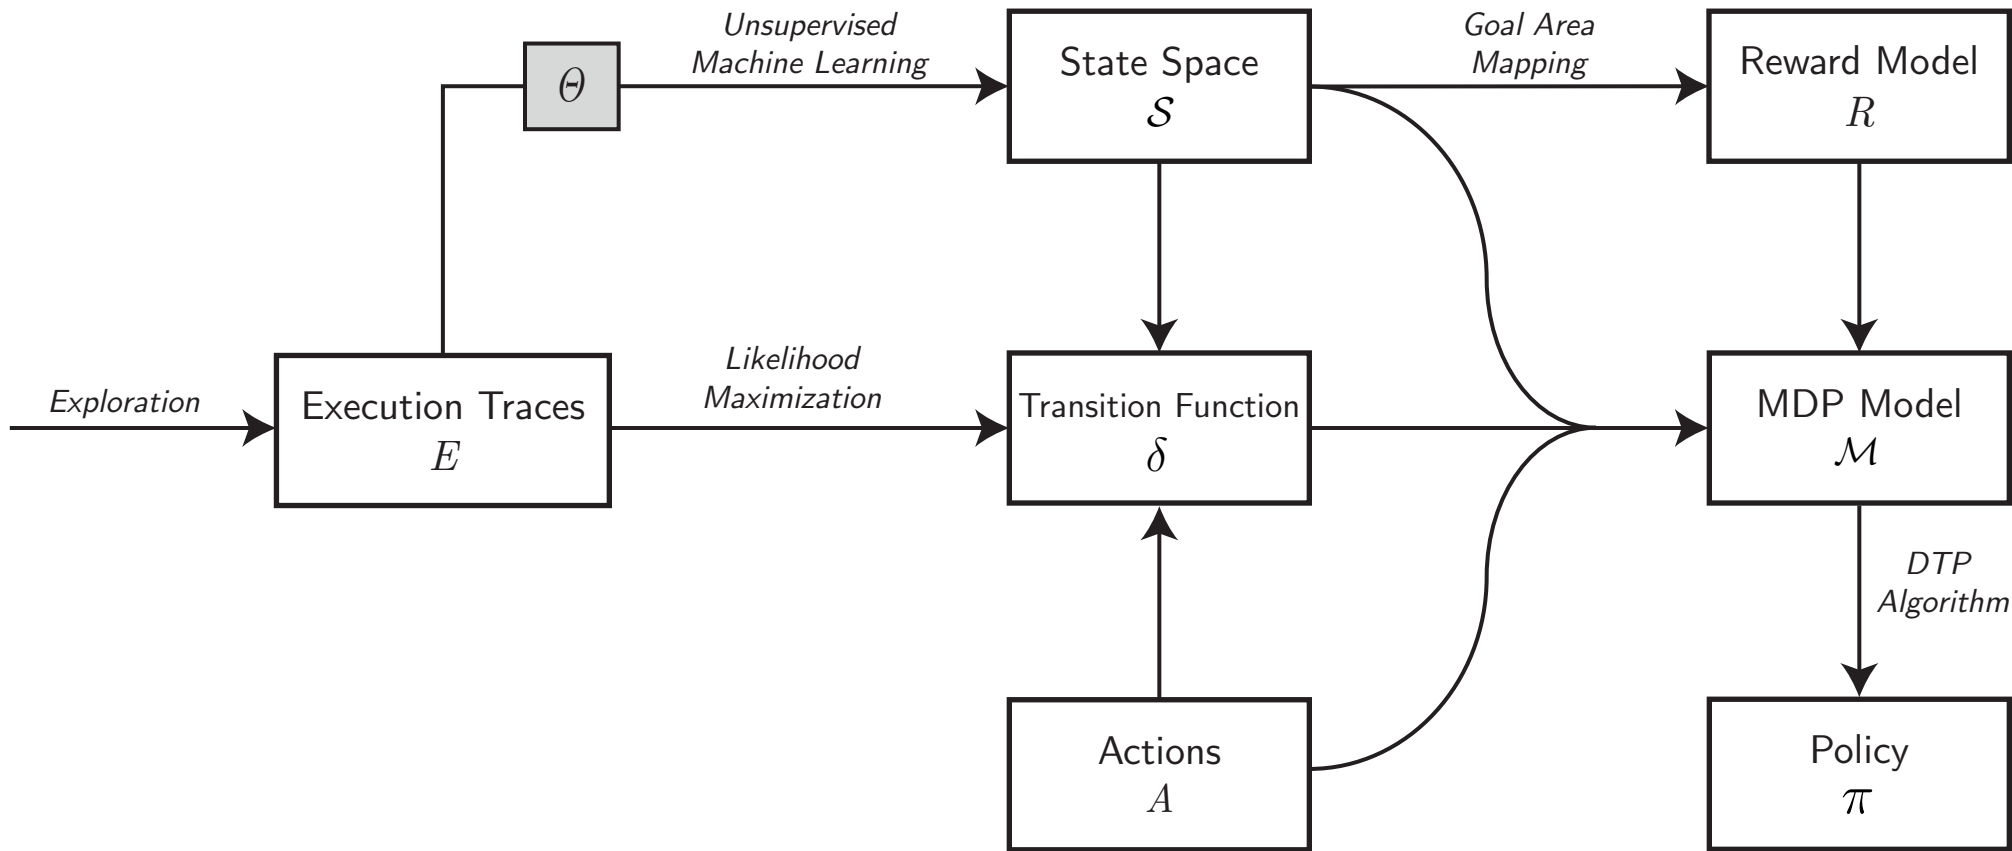 Unsupervised
Machine Learning
Θ
State Space
𝒮
Goal Area
Mapping
Reward Model
R
Exploration
Execution Traces
E
Likelihood
Maximization
Transition Function
δ
MDP Model
ℳ
DTP
Algorithm
Actions
A
Policy
π